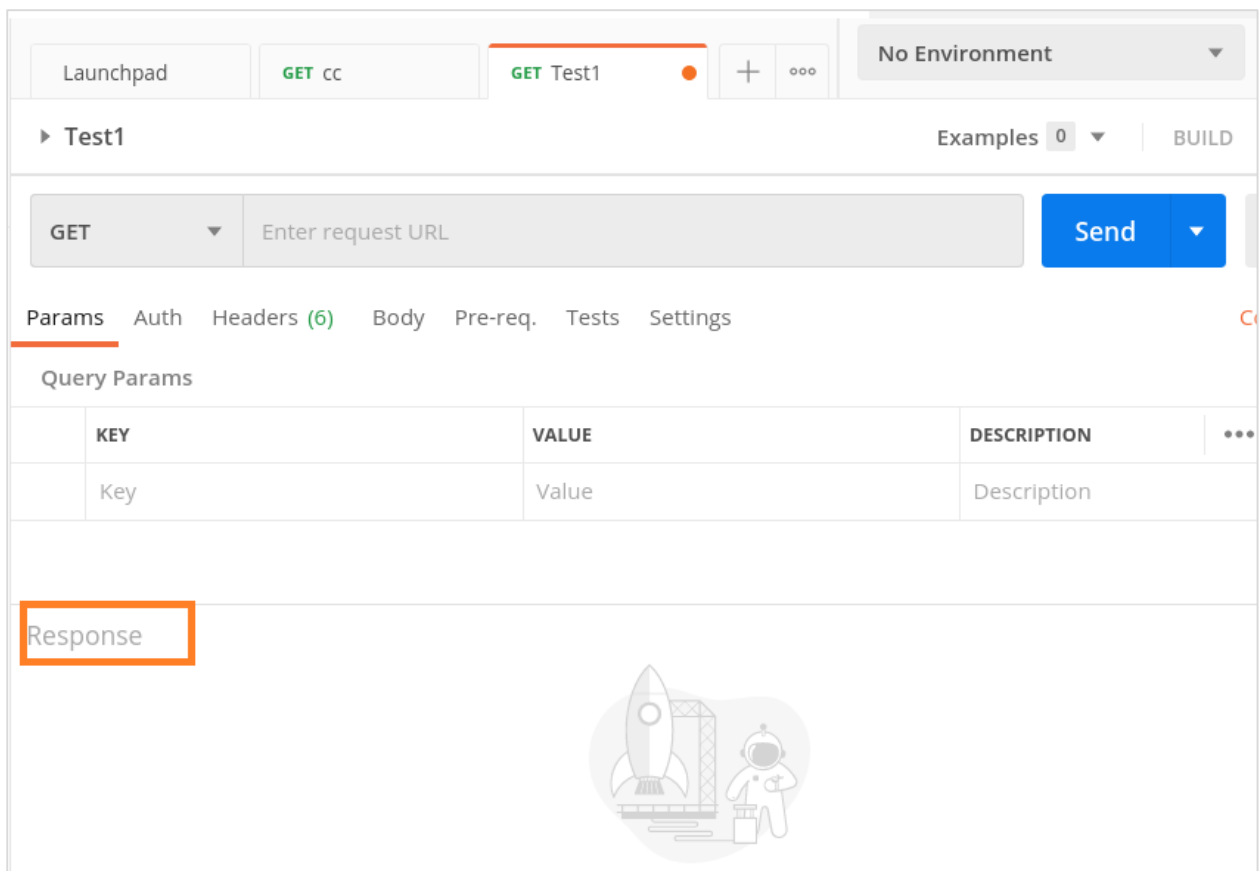 Launchpad GET cc GET Test1 No Environment
Test1 Examples 0 BUILD
GET Enter request URL Send
Params Auth Headers (6) Body Pre-req. Tests Settings
Query Params
KEY VALUE DESCRIPTION
Key Value Description
Response